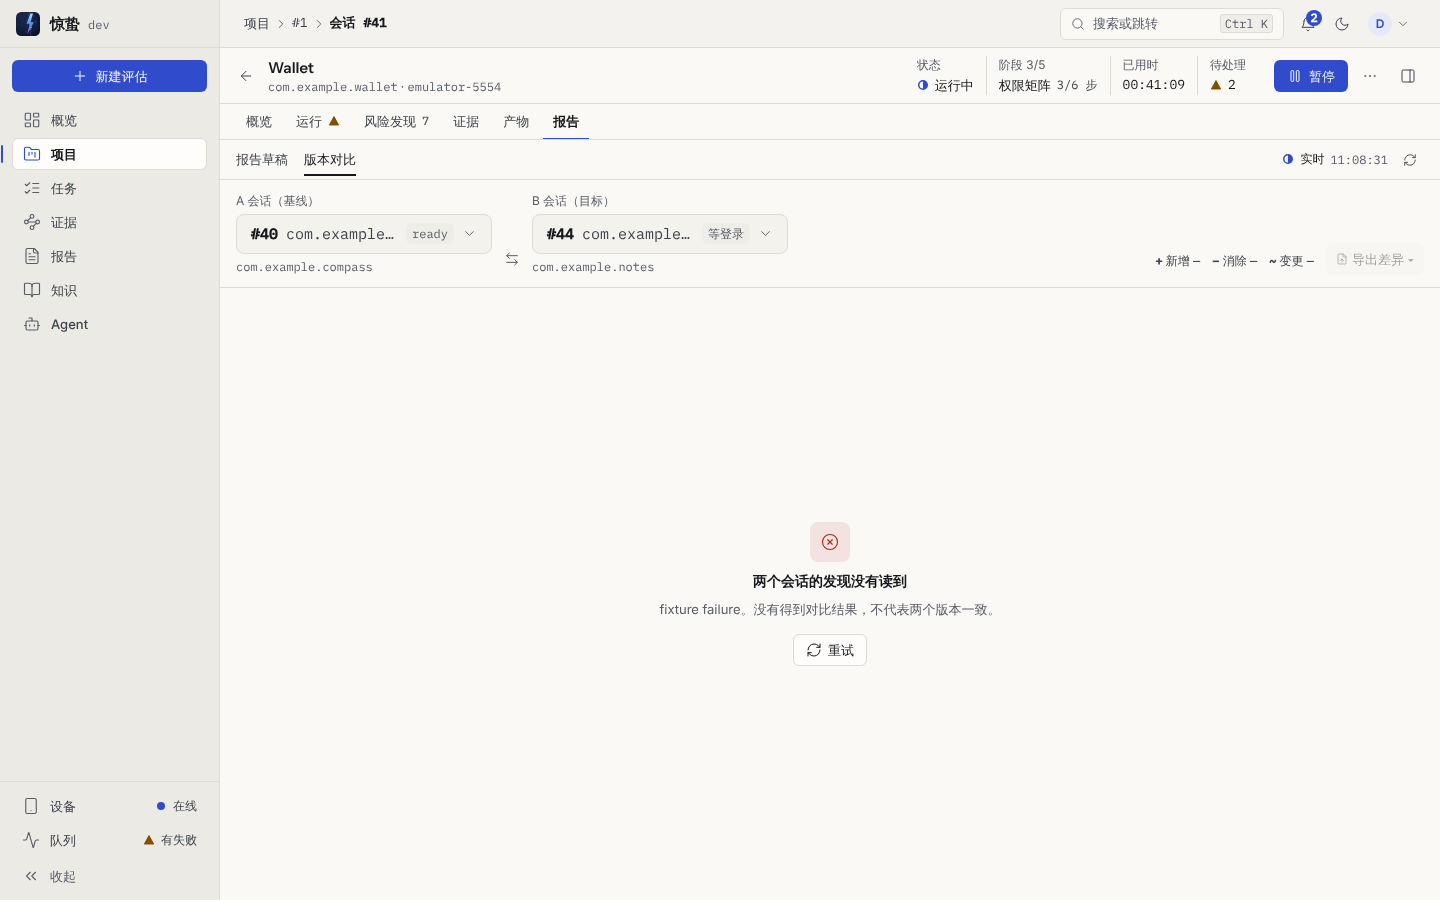 惊蛰 dev
项目 > #1 > 会话 #41
搜索或跳转 Ctrl K
2
D
新建评估
概览
项目
任务
证据
报告
知识
Agent
设备 在线
队列 有失败
收起
Wallet
com.example.wallet · emulator-5554
状态
运行中
阶段 3/5
权限矩阵 3/6 步
已用时
00:41:09
待处理
2
暂停
概览 运行 风险发现 7 证据 产物 报告
报告草稿 版本对比
实时 11:08:31
A 会话（基线）
#40 com.example… ready
com.example.compass
B 会话（目标）
#44 com.example… 等登录
com.example.notes
+ 新增 — − 消除 — ~ 变更 —
导出差异
两个会话的发现没有读到
fixture failure。没有得到对比结果，不代表两个版本一致。
重试